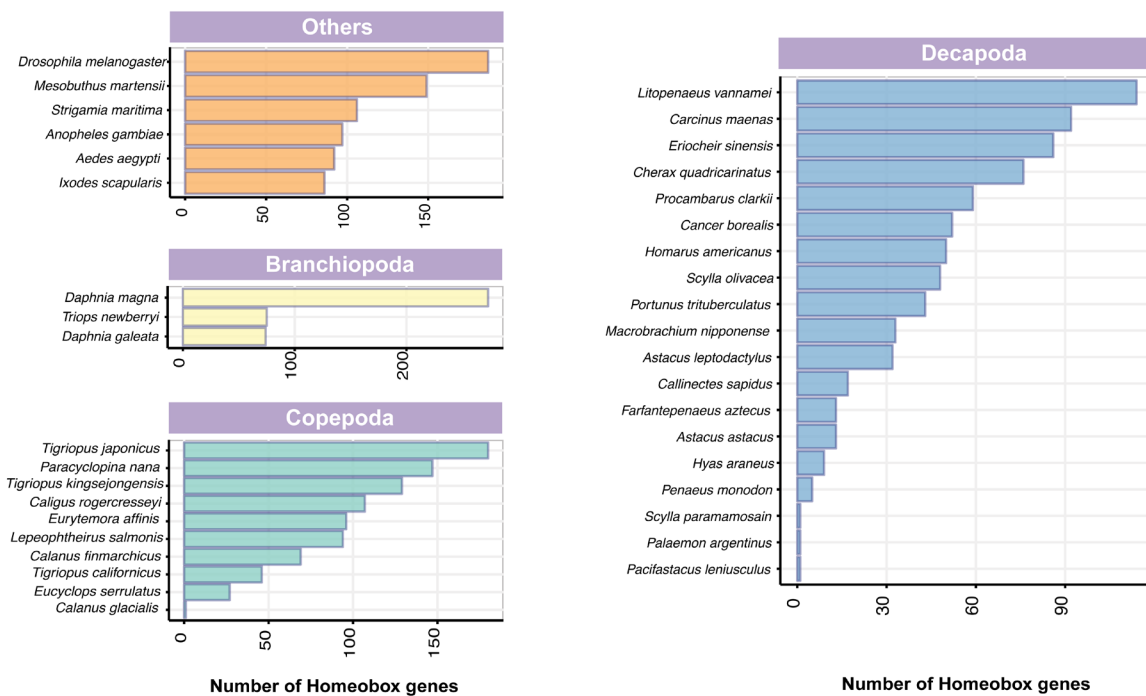 Others
Drosophila melanogaster
Mesobuthus martensii
Strigamia maritima
Anopheles gambiae
Aedes aegypti
Ixodes scapularis
0 50 100 150
Branchiopoda
Daphnia magna
Triops newberryi
Daphnia galeata
0 100 200
Copepoda
Tigriopus japonicus
Paracyclopina nana
Tigriopus kingsejongensis
Caligus rogercresseyi
Eurytemora affinis
Lepeophtheirus salmonis
Calanus finmarchicus
Tigriopus californicus
Eucyclops serrulatus
Calanus glacialis
0 50 100 150
Number of Homeobox genes
Decapoda
Litopenaeus vannamei
Carcinus maenas
Eriocheir sinensis
Cherax quadricarinatus
Procambarus clarkii
Cancer borealis
Homarus americanus
Scylla olivacea
Portunus trituberculatus
Macrobrachium nipponense
Astacus leptodactylus
Callinectes sapidus
Farfantepenaeus aztecus
Astacus astacus
Hyas araneus
Penaeus monodon
Scylla paramamosain
Palaemon argentinus
Pacifastacus leniusculus
0 30 60 90
Number of Homeobox genes